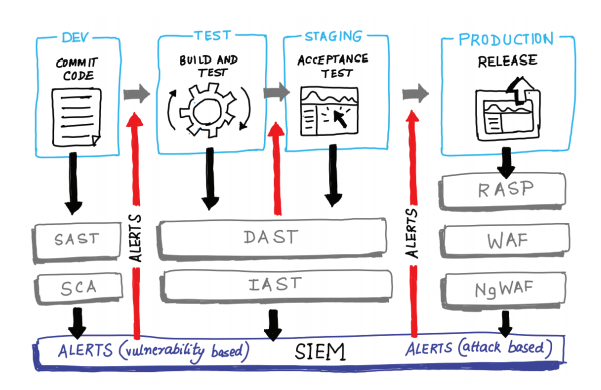 DEV
TEST
STAGING
PRODUCTION
COMMIT
CODE
BUILD AND
TEST
ACCEPTANCE
TEST
RELEASE
SAST
SCA
ALERTS
DAST
IAST
ALERTS
RASP
WAF
NgWAF
ALERTS (vulnerability based)
SIEM
ALERTS (attack based)